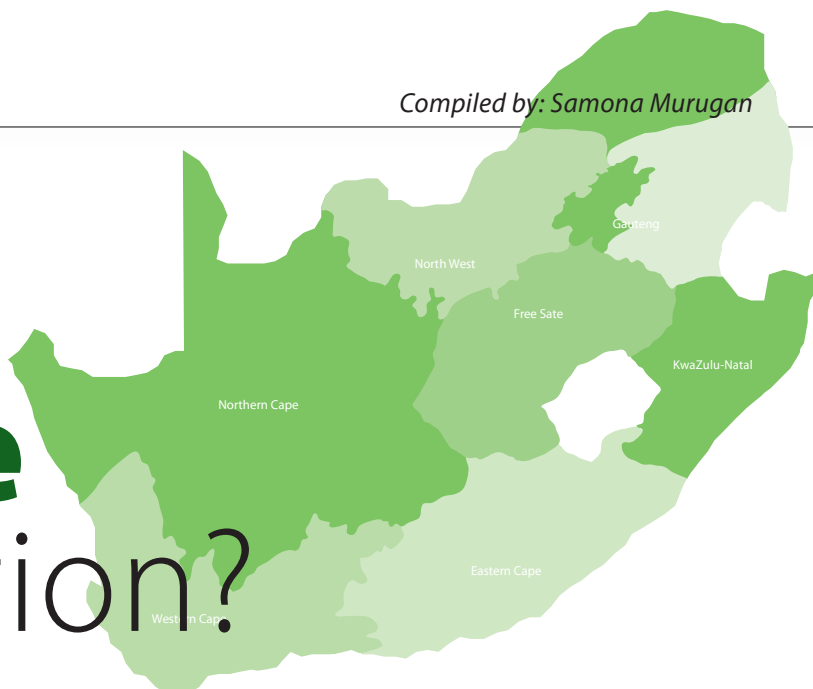 Compiled by: Samona Murugan
Gauteng
North West
Free Sate
KwaZulu-Natal
Northern Cape
e
ion?
Eastern Cape
Western Cape